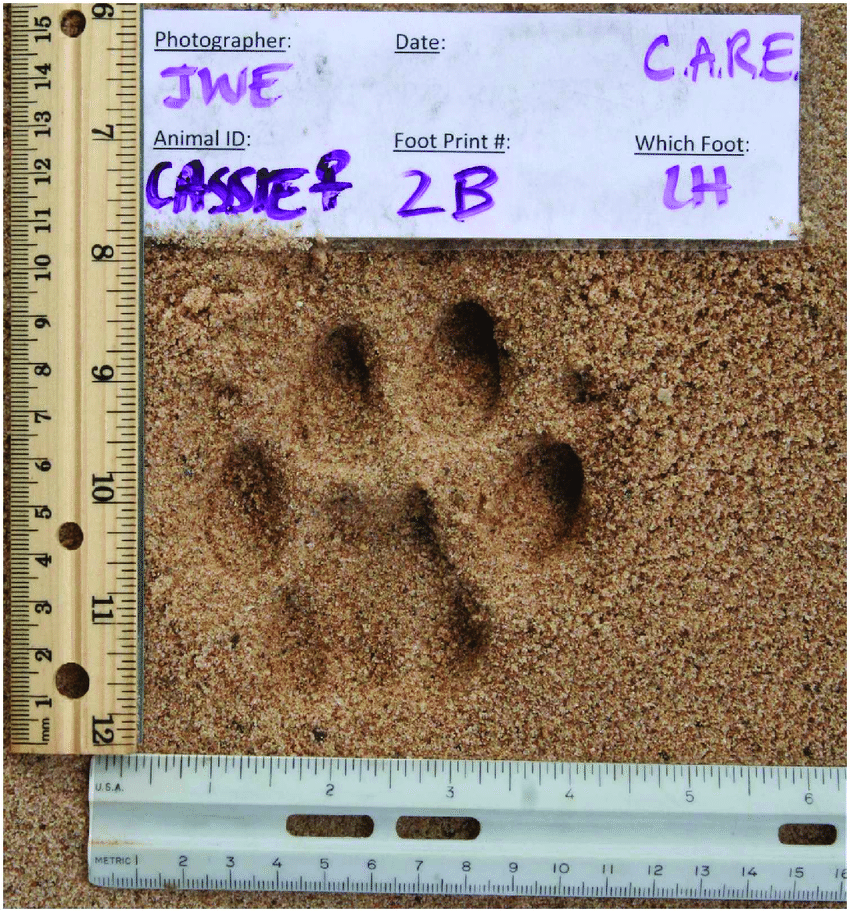 Photographer: Date: C.A.R.E.
JWE
Animal ID: Foot Print #: Which Foot:
CASSIE♀ 2B LH
15 14 13 12 11 10 9 8 7 6 5 4 3 2 1 mm
6 7 8 9 10 11 12
U.S.A. 1 2 3 4 5 6
METRIC 1 2 3 4 5 6 7 8 9 10 11 12 13 14 15 16